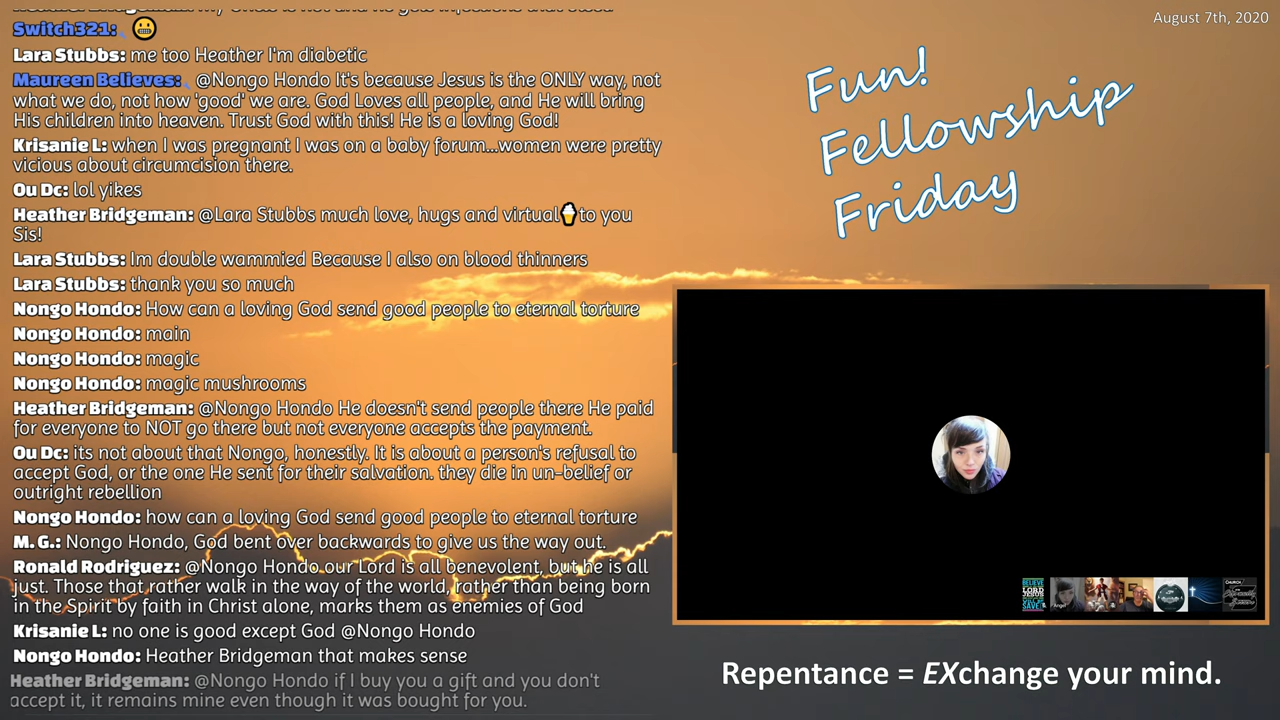 Switch321:
Lara Stubbs: me too Heather I'm diabetic
Maureen Believes: @Nongo Hondo It's because Jesus is the ONLY way, not
what we do, not how 'good' we are. God Loves all people, and He will bring
His children into heaven. Trust God with this! He is a loving God!
Krisanie L: when I was pregnant I was on a baby forum...women were pretty
vicious about circumcision there.
Ou Dc: lol yikes
Heather Bridgeman: @Lara Stubbs much love, hugs and virtual🍦to you
Sis!
Lara Stubbs: Im double wammied Because I also on blood thinners
Lara Stubbs: thank you so much
Nongo Hondo: How can a loving God send good people to eternal torture
Nongo Hondo: main
Nongo Hondo: magic
Nongo Hondo: magic mushrooms
Heather Bridgeman: @Nongo Hondo He doesn't send people there He paid
for everyone to NOT go there but not everyone accepts the payment.
Ou Dc: its not about that Nongo, honestly. It is about a person's refusal to
accept God, or the one He sent for their salvation. they die in un-belief or
outright rebellion
Nongo Hondo: how can a loving God send good people to eternal torture
M. G.: Nongo Hondo, God bent over backwards to give us the way out.
Ronald Rodriguez: @Nongo Hondo our Lord is all benevolent, but he is all
just. Those that rather walk in the way of the world, rather than being born
in the Spirit by faith in Christ alone, marks them as enemies of God
Krisanie L: no one is good except God @Nongo Hondo
Nongo Hondo: Heather Bridgeman that makes sense
Heather Bridgeman: @Nongo Hondo if I buy you a gift and you don't
accept it, it remains mine even though it was bought for you.
August 7th, 2020
Fun!
Fellowship
Friday
BELIEVE
LORD
JESUS
SAVE
Angel
CHURCH
Repentance = EXchange your mind.